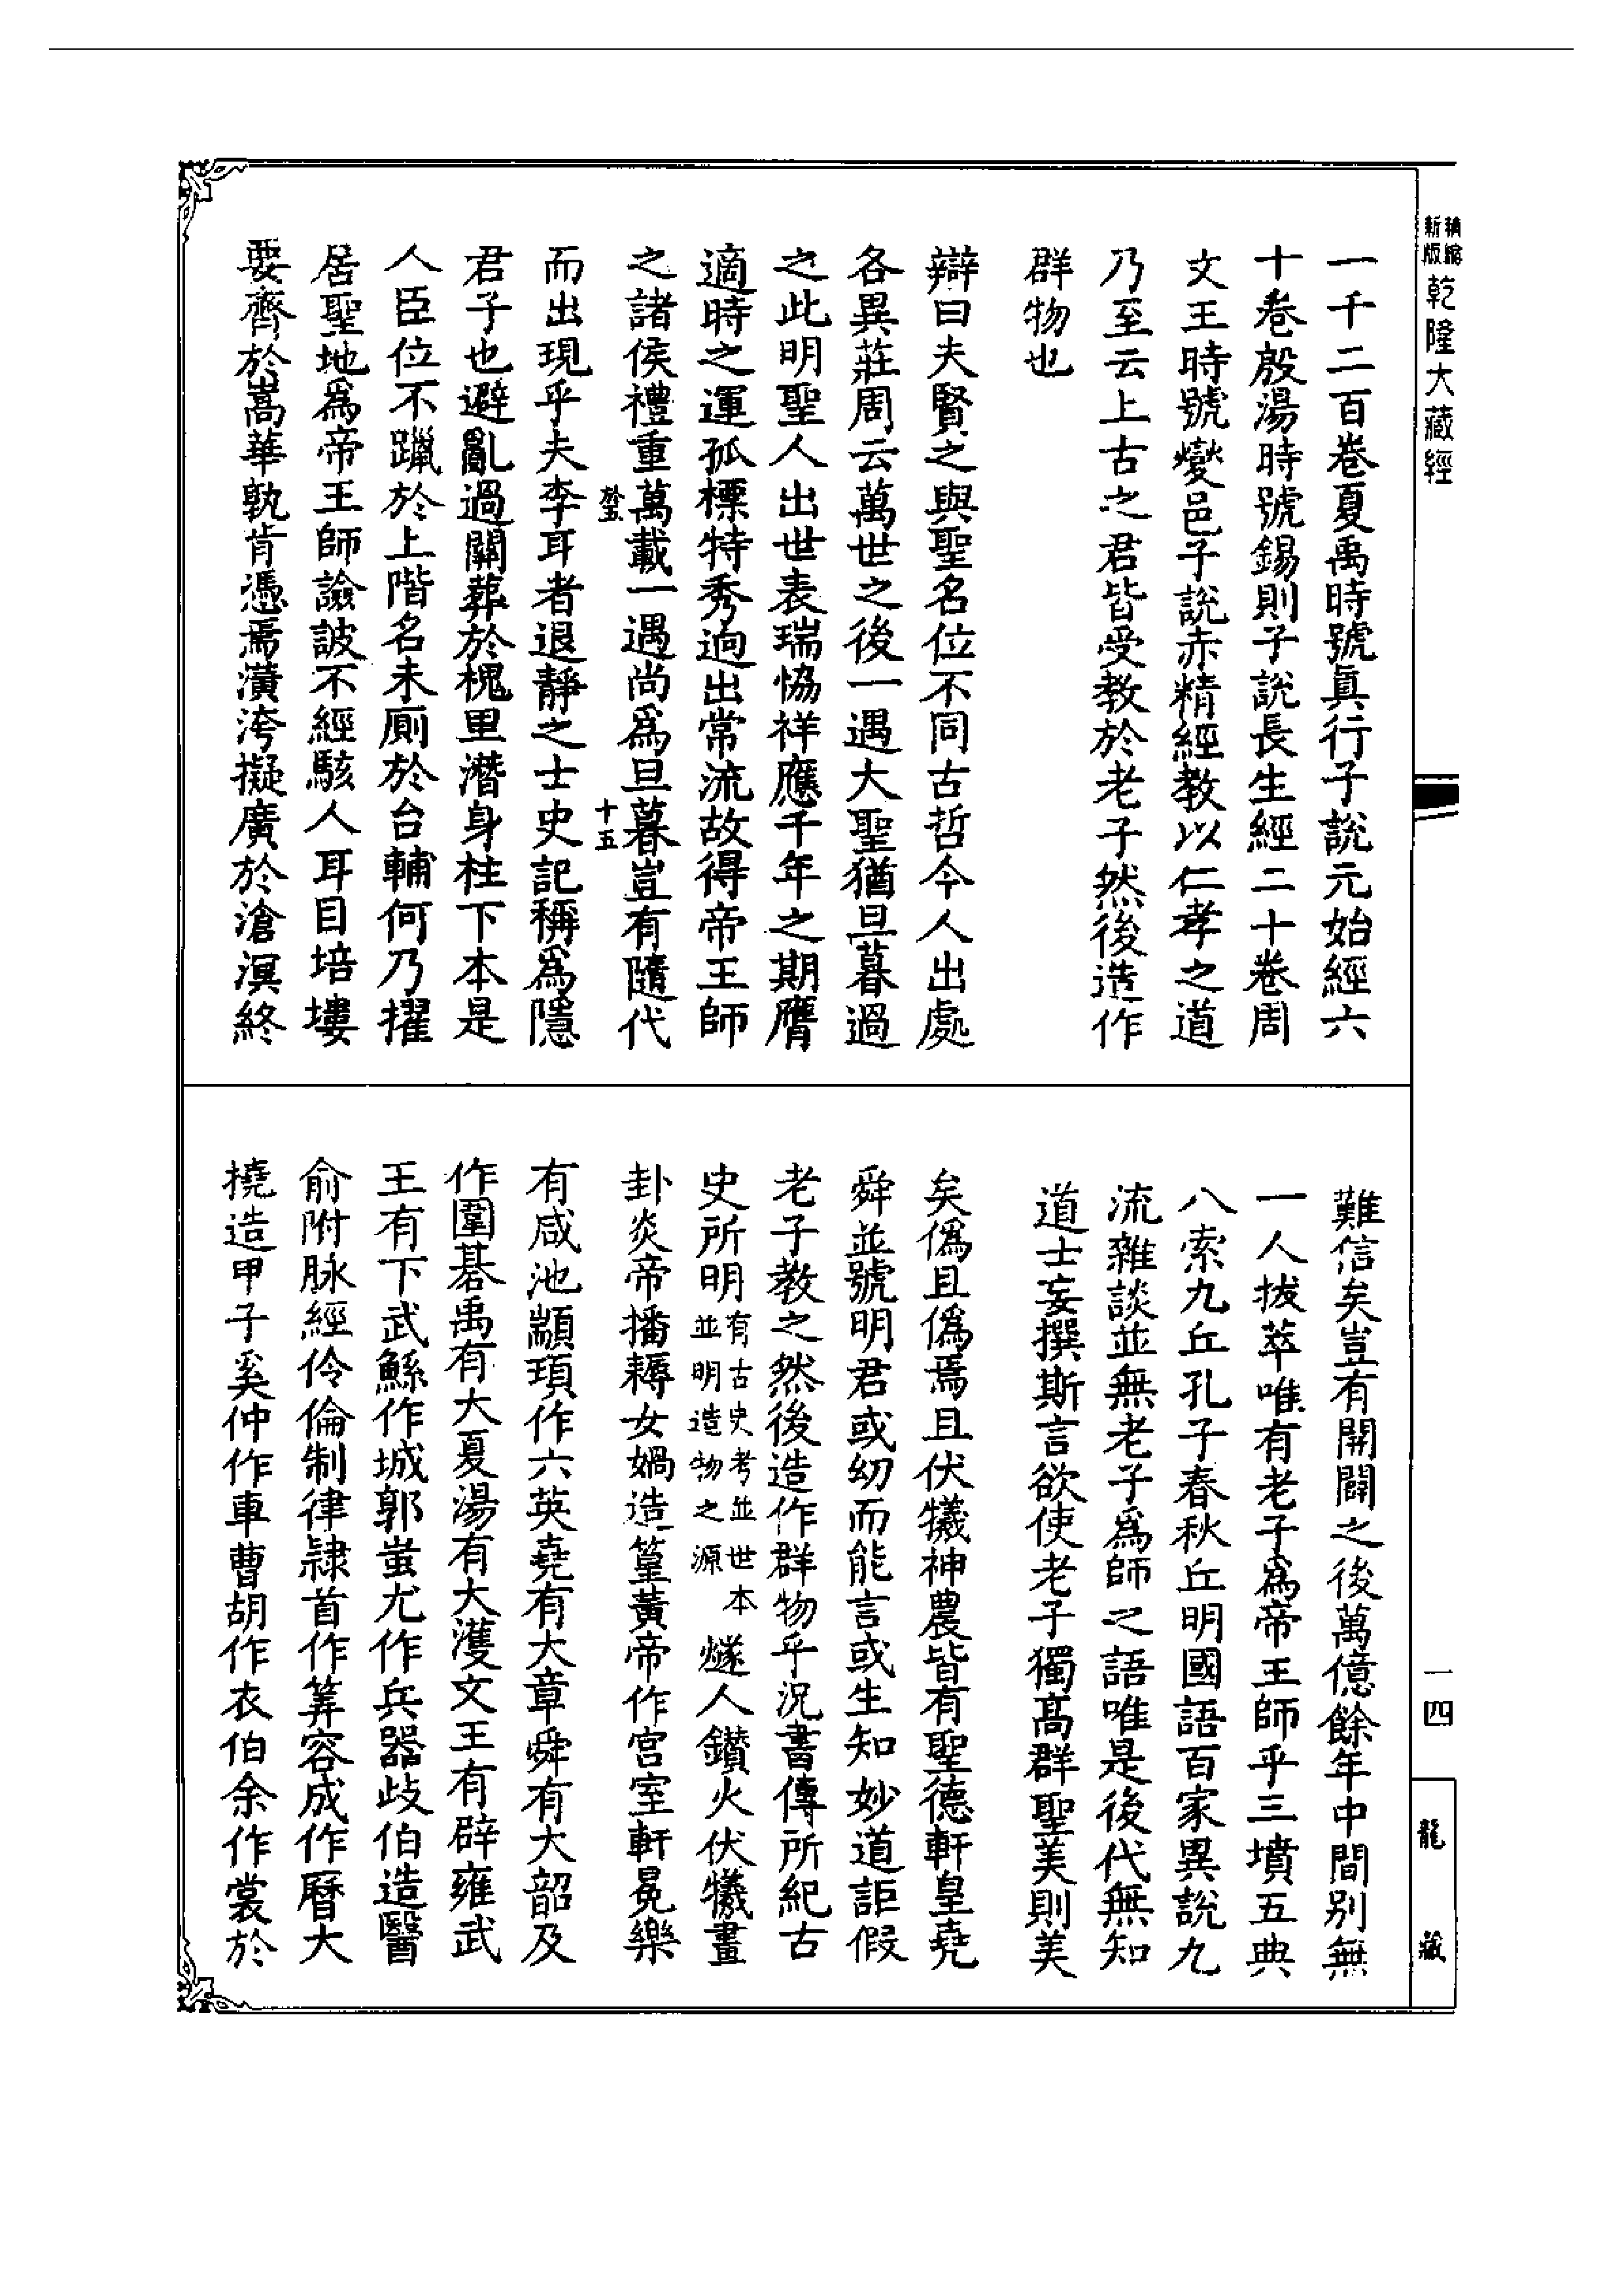 新版精縮
乾隆大藏經
一千二百卷夏禹時號真行子說元始經六
十卷殷湯時號錫則子說長生經二十卷周
文王時號燮邑子說赤精經教以仁孝之道
乃至云上古之君皆受教於老子然後造作
群物也
辯曰夫賢之與聖名位不同古哲今人出處
各異莊周云萬世之後一遇大聖猶旦暮過
之此明聖人出世表瑞恊祥應千年之期膺
適時之運孤標特秀逈出常流故得帝王師
之諸侯禮重萬載一遇尚爲旦暮豈有隨代
十五
而出現乎夫李耳者退靜之士史記稱爲隱
君子也避亂過關葬於槐里潛身柱下本是
人臣位不躐於上階名未廁於台輔何乃擢
居聖地爲帝王師譣詖不經駭人耳目培塿
要齊於嵩華孰肯憑焉潢洿擬廣於滄溟終
難信矣豈有開闢之後萬億餘年中間別無
一人拔萃唯有老子爲帝王師乎三墳五典
八索九丘孔子春秋丘明國語百家異說九
流雜談並無老子爲師之語唯是後代無知
道士妄撰斯言欲使老子獨高群聖美則美
矣僞且僞焉且伏犧神農皆有聖德軒皇堯
舜並號明君或幼而能言或生知妙道詎假
老子教之然後造作群物乎況書傳所紀古
史所明有古史考並世本並明造物之源燧人鑚火伏犧畫
卦炎帝播耨女媧造篁黃帝作宮室軒冕樂
有咸池顓頊作六英堯有大章舜有大韶及
作圍棊禹有大夏湯有大濩文王有辟雍武
王有下武鯀作城郭蚩尤作兵器歧伯造醫
俞附脉經伶倫制律隷首作筭容成作曆大
撓造甲子奚仲作車曹胡作衣伯余作裳於
一四
龍藏